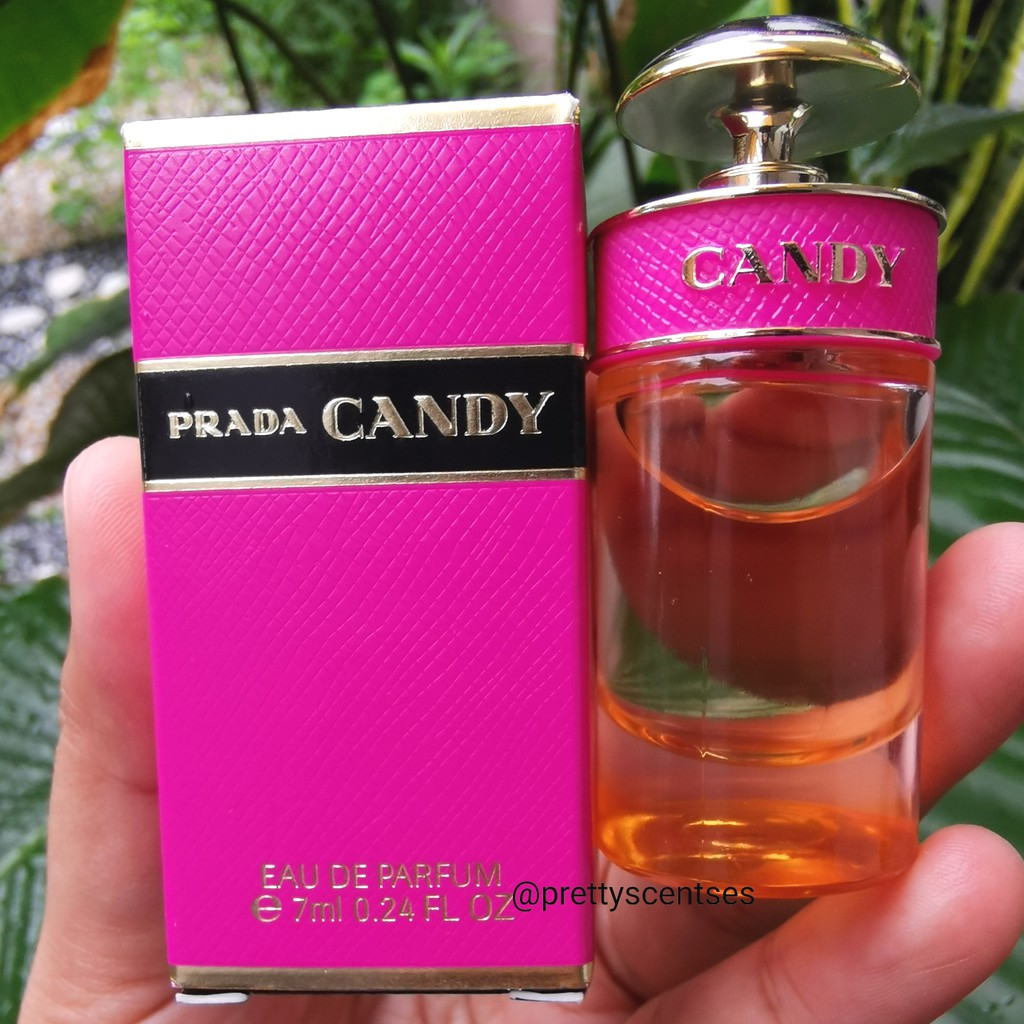 PRADA CANDY
CANDY
EAU DE PARFUM
℮ 7ml 0.24 FL OZ
@prettyscentses